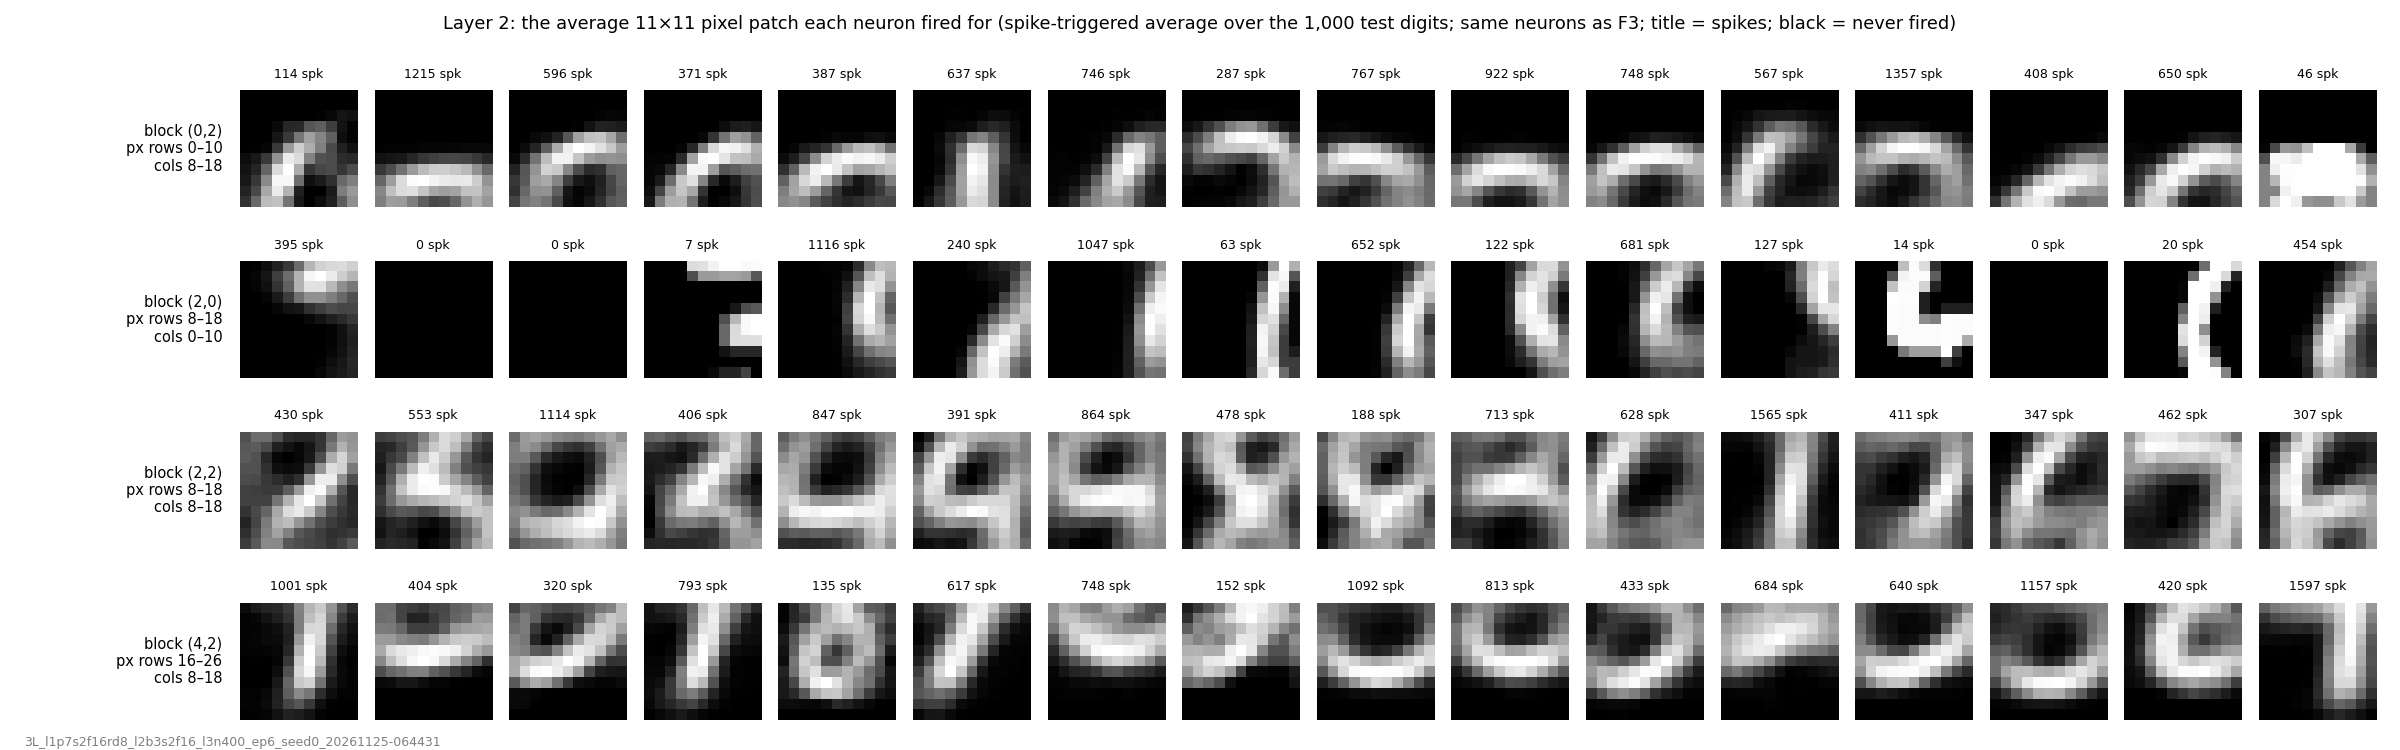 Layer 2: the average 11×11 pixel patch each neuron fired for (spike-triggered average over the 1,000 test digits; same neurons as F3; title = spikes; black = never fired)
114 spk 1215 spk 596 spk 371 spk 387 spk 637 spk 746 spk 287 spk 767 spk 922 spk 748 spk 567 spk 1357 spk 408 spk 650 spk 46 spk
block (0,2)
px rows 0–10
cols 8–18
395 spk 0 spk 0 spk 7 spk 1116 spk 240 spk 1047 spk 63 spk 652 spk 122 spk 681 spk 127 spk 14 spk 0 spk 20 spk 454 spk
block (2,0)
px rows 8–18
cols 0–10
430 spk 553 spk 1114 spk 406 spk 847 spk 391 spk 864 spk 478 spk 188 spk 713 spk 628 spk 1565 spk 411 spk 347 spk 462 spk 307 spk
block (2,2)
px rows 8–18
cols 8–18
1001 spk 404 spk 320 spk 793 spk 135 spk 617 spk 748 spk 152 spk 1092 spk 813 spk 433 spk 684 spk 640 spk 1157 spk 420 spk 1597 spk
block (4,2)
px rows 16–26
cols 8–18
3L_l1p7s2f16rd8_l2b3s2f16_l3n400_ep6_seed0_20261125-064431